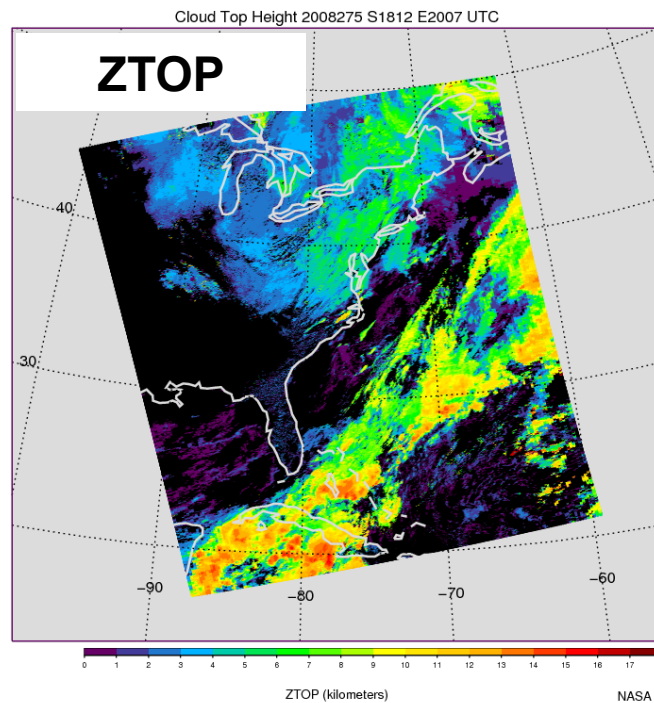 Cloud Top Height 2008275 S1812 E2007 UTC
ZTOP
40
30
−90
−80
−70
−60
0 1 2 3 4 5 6 7 8 9 10 11 12 13 14 15 16 17
ZTOP (kilometers)
NASA